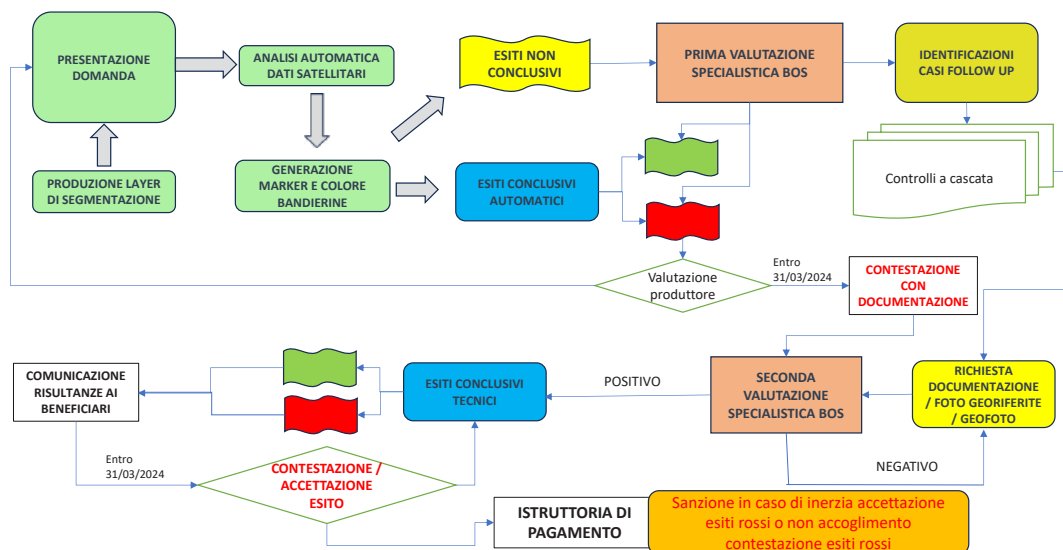 PRESENTAZIONE
DOMANDA
ANALISI AUTOMATICA
DATI SATELLITARI
ESITI NON
CONCLUSIVI
PRIMA VALUTAZIONE
SPECIALISTICA BOS
IDENTIFICAZIONI
CASI FOLLOW UP
PRODUZIONE LAYER
DI SEGMENTAZIONE
GENERAZIONE
MARKER E COLORE
BANDIERINE
ESITI CONCLUSIVI
AUTOMATICI
Controlli a cascata
Valutazione
produttore
Entro
31/03/2024
CONTESTAZIONE
CON
DOCUMENTAZIONE
COMUNICAZIONE
RISULTANZE AI
BENEFICIARI
ESITI CONCLUSIVI
TECNICI
POSITIVO
SECONDA
VALUTAZIONE
SPECIALISTICA BOS
RICHIESTA
DOCUMENTAZIONE
/ FOTO GEORIFERITE
/ GEOFOTO
NEGATIVO
Entro
31/03/2024
CONTESTAZIONE /
ACCETTAZIONE
ESITO
ISTRUTTORIA DI
PAGAMENTO
Sanzione in caso di inerzia accettazione
esiti rossi o non accoglimento
contestazione esiti rossi